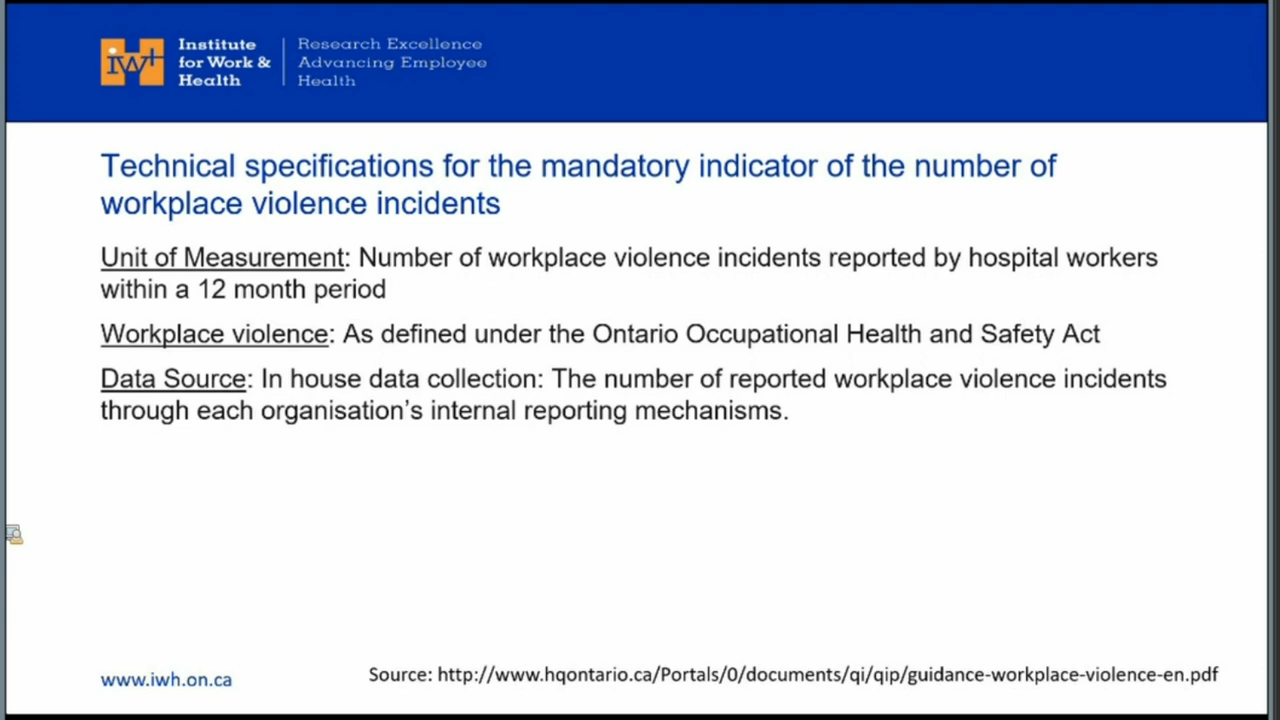 iwh
Institute
for Work &
Health
Research Excellence
Advancing Employee
Health
Technical specifications for the mandatory indicator of the number of
workplace violence incidents
Unit of Measurement: Number of workplace violence incidents reported by hospital workers
within a 12 month period
Workplace violence: As defined under the Ontario Occupational Health and Safety Act
Data Source: In house data collection: The number of reported workplace violence incidents
through each organisation's internal reporting mechanisms.
www.iwh.on.ca
Source: http://www.hqontario.ca/Portals/0/documents/qi/qip/guidance-workplace-violence-en.pdf